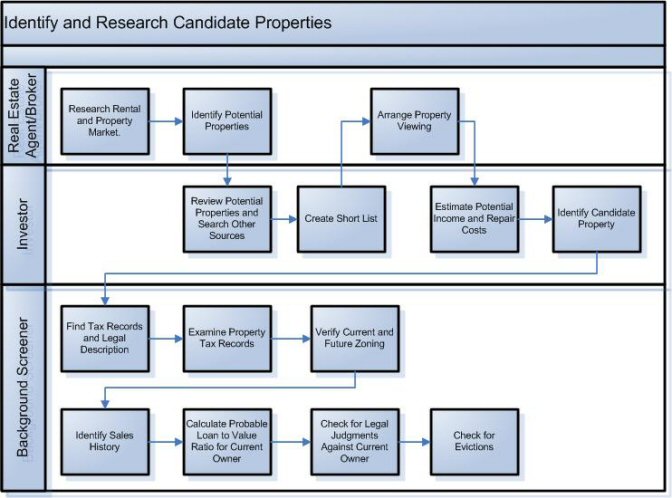 Identify and Research Candidate Properties
Real Estate
Agent/Broker
Research Rental
and Property
Market.
Identify Potential
Properties
Arrange Property
Viewing
Investor
Review Potential
Properties and
Search Other
Sources
Create Short List
Estimate Potential
Income and Repair
Costs
Identify Candidate
Property
Background Screener
Find Tax Records
and Legal
Description
Examine Property
Tax Records
Verify Current and
Future Zoning
Identify Sales
History
Calculate Probable
Loan to Value
Ratio for Current
Owner
Check for Legal
Judgments
Against Current
Owner
Check for
Evictions